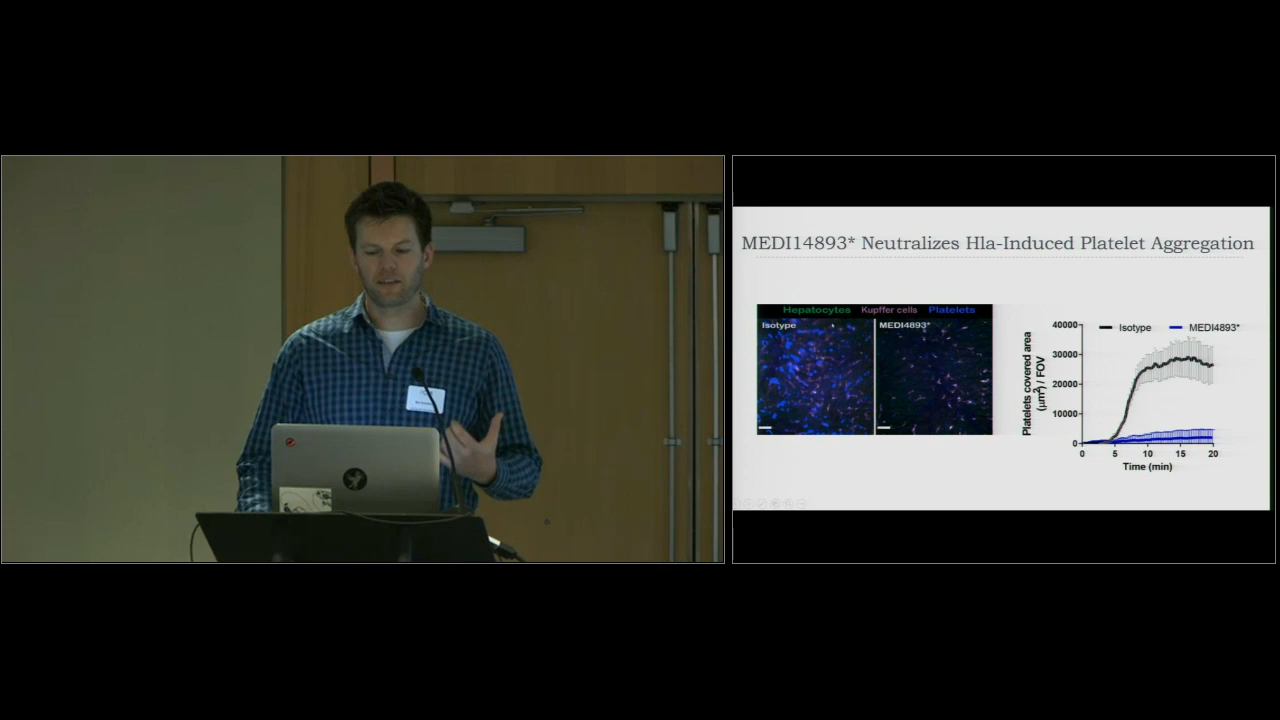 MEDI14893* Neutralizes Hla-Induced Platelet Aggregation
Hepatocytes Kupffer cells Platelets
Isotype MEDI4893*
Isotype MEDI4893*
Platelets covered area
(μm²) / FOV
40000
30000
20000
10000
0
0 5 10 15 20
Time (min)